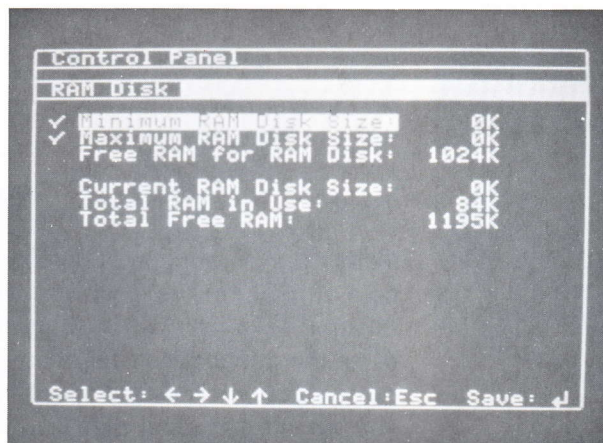 Control Panel
RAM Disk
✓ Minimum RAM Disk Size: 0K
✓ Maximum RAM Disk Size: 0K
Free RAM for RAM Disk: 1024K
Current RAM Disk Size: 0K
Total RAM in Use: 84K
Total Free RAM: 1195K
Select: ← → ↓ ↑ Cancel:Esc Save: ↵